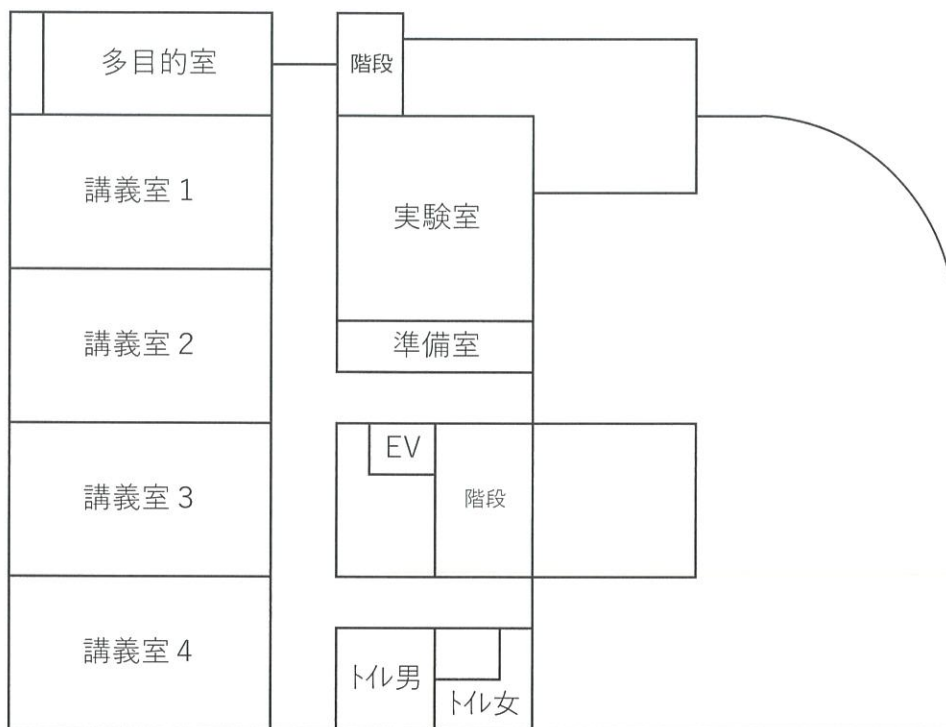 多目的室
階段
講義室1
実験室
講義室2
準備室
EV
講義室3
階段
講義室4
トイレ男
トイレ女